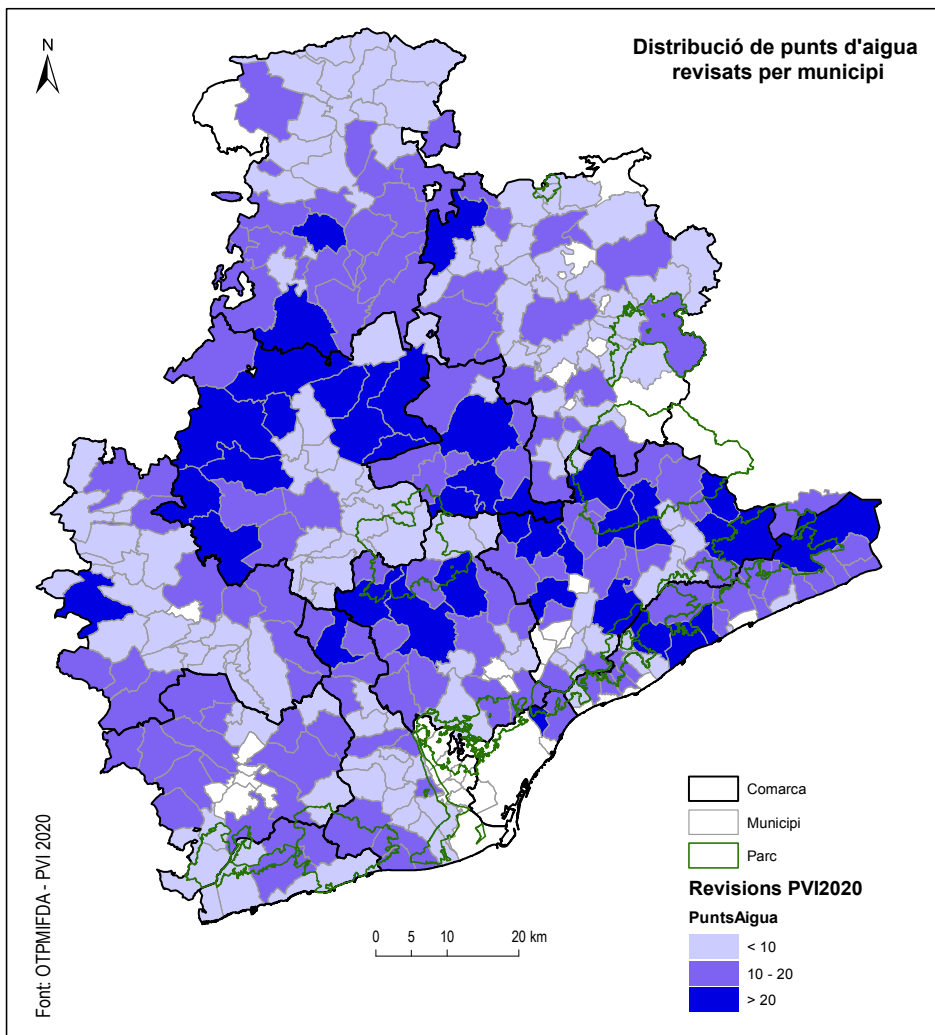 N
Distribució de punts d'aigua
revisats per municipi
Comarca
Municipi
Parc
Revisions PVI2020
PuntsAigua
< 10
10 - 20
> 20
0 5 10 20 km
Font: OTPMIFDA - PVI 2020